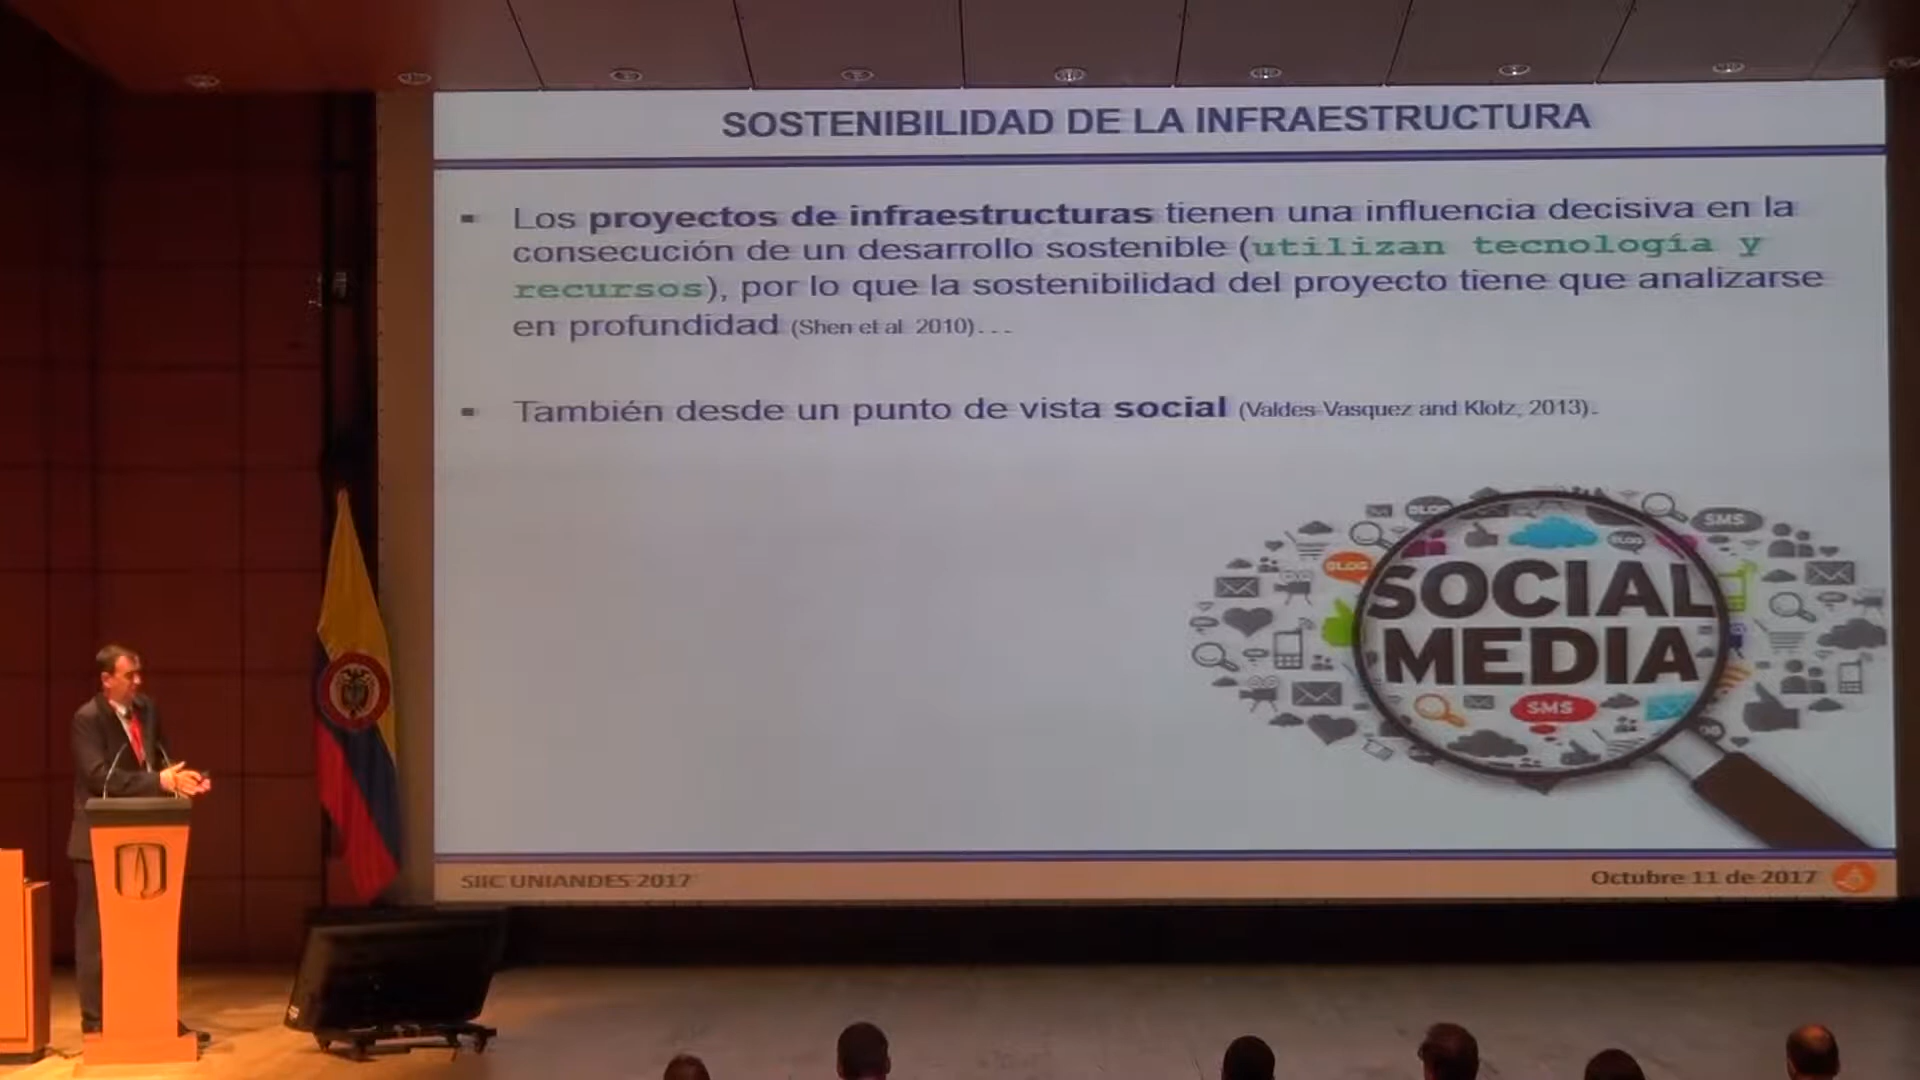 SOSTENIBILIDAD DE LA INFRAESTRUCTURA
▪ Los proyectos de infraestructuras tienen una influencia decisiva en la
consecución de un desarrollo sostenible (utilizan tecnología y
recursos), por lo que la sostenibilidad del proyecto tiene que analizarse
en profundidad (Shen et al 2010)...
▪ También desde un punto de vista social (Valdes-Vasquez and Klotz, 2013).
BLOG
SMS
BLOG
BLOG
SOCIAL
MEDIA
SMS
SIIC UNIANDES 2017
Octubre 11 de 2017